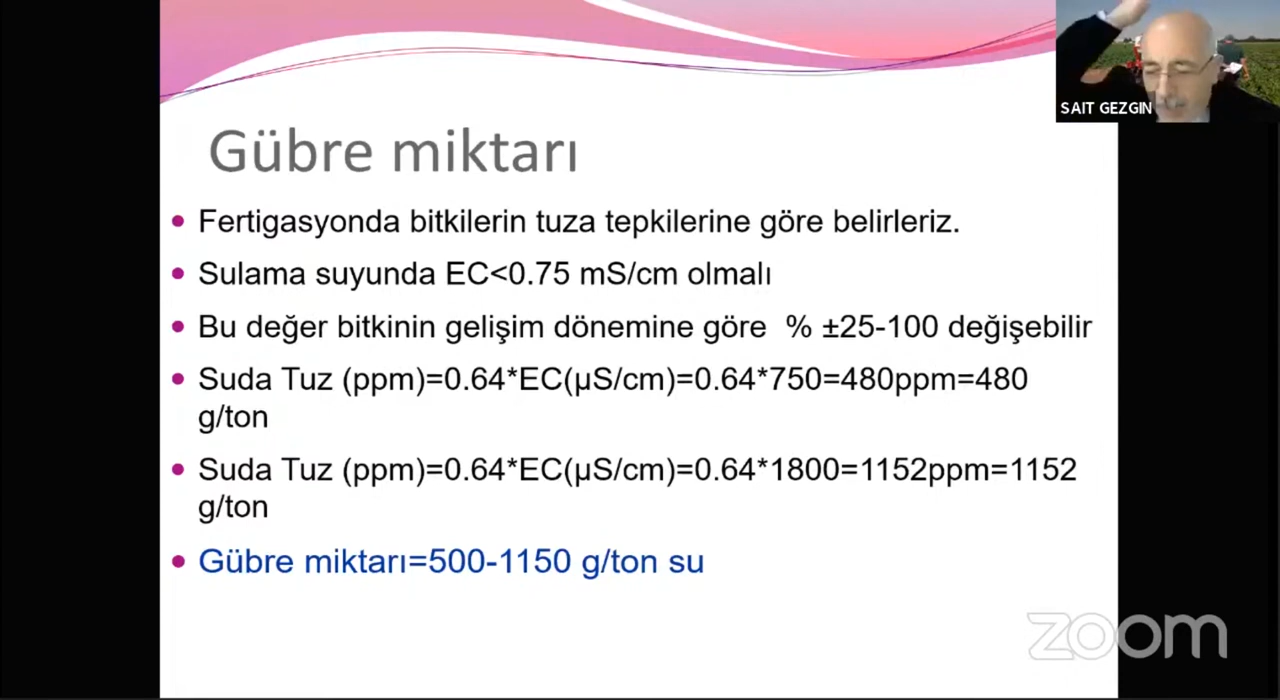 SAIT GEZGIN
Gübre miktarı
Fertigasyonda bitkilerin tuza tepkilerine göre belirleriz.
Sulama suyunda EC<0.75 mS/cm olmalı
Bu değer bitkinin gelişim dönemine göre % ±25-100 değişebilir
Suda Tuz (ppm)=0.64*EC(µS/cm)=0.64*750=480ppm=480
g/ton
Suda Tuz (ppm)=0.64*EC(µS/cm)=0.64*1800=1152ppm=1152
g/ton
Gübre miktarı=500-1150 g/ton su
zoom